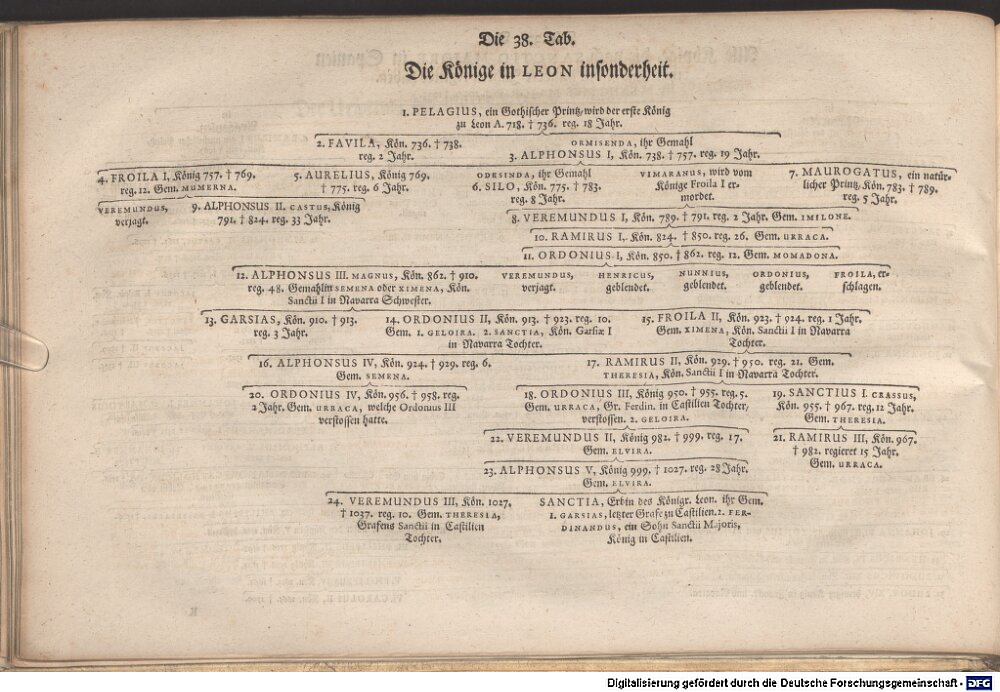 Die 38. Tab.
Die Könige in LEON insonderheit.
1. PELAGIUS, ein Gothischer Printz, wird der erste König
zu Leon A. 718. † 736. reg. 18 Jahr.
2. FAVILA, Kön. 736. † 738.
reg. 2 Jahr.
ORMISENDA, ihr Gemahl
3. ALPHONSUS I, Kön. 738. † 757. reg. 19 Jahr.
4. FROILA I, König 757. † 769.
reg. 12. Gem. MUMERNA.
5. AURELIUS, König 769.
† 775. reg. 6 Jahr.
ODESINDA, ihr Gemahl
6. SILO, Kön. 775. † 783.
reg. 8 Jahr.
VIMARANUS, wird vom
Könige Froila I er-
mordet.
7. MAUROGATUS, ein natür-
licher Printz, Kön. 783. † 789.
reg. 5 Jahr.
VEREMUNDUS,
verjagt.
9. ALPHONSUS II. CASTUS, König
791. † 824. reg. 33 Jahr.
8. VEREMUNDUS I, Kön. 789. † 791. reg. 2 Jahr. Gem. IMILONE.
10. RAMIRUS I, Kön. 824. † 850. reg. 26. Gem. URRACA.
11. ORDONIUS I, Kön. 850. † 862. reg. 12. Gem. MOMADONA.
12. ALPHONSUS III. MAGNUS, Kön. 862. † 910.
reg. 48. Gemahlin SEMENA oder XIMENA, Kön.
Sanctii I in Navarra Schwester.
VEREMUNDUS,
verjagt.
HENRICUS,
geblendet.
NUNNIUS,
geblendet.
ORDONIUS,
geblendet.
FROILA, er-
schlagen.
13. GARSIAS, Kön. 910. † 913.
reg. 3 Jahr.
14. ORDONIUS II, Kön. 913. † 923. reg. 10.
Gem. 1. GELOIRA. 2. SANCTIA, Kön. Garsiæ I
in Navarra Tochter.
15. FROILA II, Kön. 923. † 924. reg. 1 Jahr.
Gem. XIMENA, Kön. Sanctii I in Navarra
Tochter.
16. ALPHONSUS IV, Kön. 924. † 929. reg. 6.
Gem. SEMENA.
17. RAMIRUS II, Kön. 929. † 950. reg. 21. Gem.
THERESIA, Kön. Sanctii I in Navarra Tochter.
20. ORDONIUS IV, Kön. 956. † 958. reg.
2 Jahr. Gem. URRACA, welche Ordonius III
verstossen hatte.
18. ORDONIUS III, König 950. † 955. reg. 5.
Gem. URRACA, Gr. Ferdin. in Castilien Tochter,
verstossen. 2. GELOIRA.
19. SANCTIUS I. CRASSUS,
Kön. 955. † 967. reg. 12 Jahr.
Gem. THERESIA.
22. VEREMUNDUS II, König 982. † 999. reg. 17.
Gem. ELVIRA.
21. RAMIRUS III, Kön. 967.
† 982. regieret 15 Jahr.
Gem. URRACA.
23. ALPHONSUS V, König 999. † 1027. reg. 28 Jahr.
Gem. ELVIRA.
24. VEREMUNDUS III, Kön. 1027,
† 1037. reg. 10. Gem. THERESIA,
Grafens Sanctii in Castilien
Tochter.
SANCTIA, Erbin des Königr. Leon. ihr Gem.
1. GARSIAS, letzter Grafe zu Castilien. 2. FER-
DINANDUS, ein Sohn Sanctii Majoris,
König in Castilien.
K
Digitalisierung gefördert durch die Deutsche Forschungsgemeinschaft - DFG